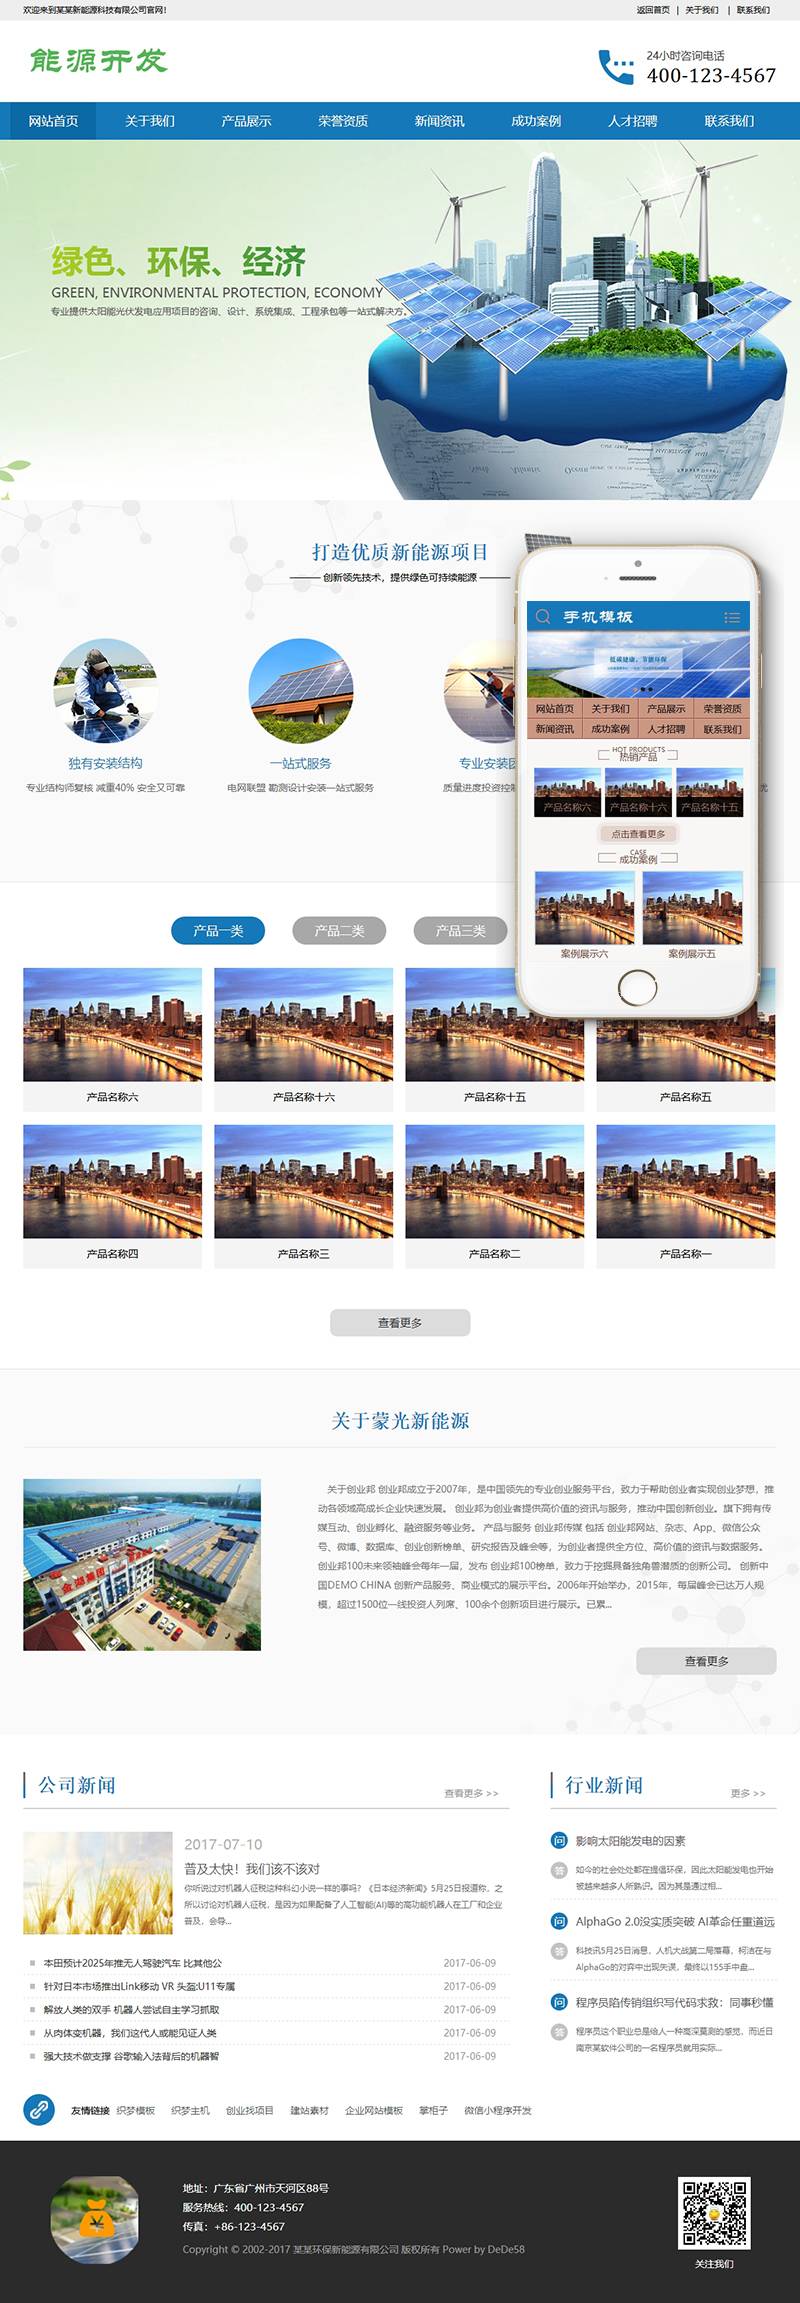 欢迎来到某某新能源科技有限公司官网!
返回首页 | 关于我们 | 联系我们
能源开发
24小时咨询电话
400-123-4567
网站首页 关于我们 产品展示 荣誉资质 新闻资讯 成功案例 人才招聘 联系我们
绿色、环保、经济
GREEN, ENVIRONMENTAL PROTECTION, ECONOMY
专业提供太阳能光伏发电应用项目的咨询、设计、系统集成、工程承包等一站式解决方。
打造优质新能源项目
创新领先技术，提供绿色可持续能源
独有安装结构 一站式服务 专业安装团
专业结构师复核 减重40% 安全又可靠 电网联盟 勘测设计安装一站式服务 质量进度投资控制
手机模板
低碳健康，节能环保
网站首页 关于我们 产品展示 荣誉资质
新闻资讯 成功案例 人才招聘 联系我们
HOT PRODUCTS
热销产品
产品名称六 产品名称十六 产品名称十五
点击查看更多
CASE
成功案例
案例展示六 案例展示五
产品一类 产品二类 产品三类
产品名称六 产品名称十六 产品名称十五 产品名称五
产品名称四 产品名称三 产品名称二 产品名称一
查看更多
关于蒙光新能源
关于创业邦 创业邦成立于2007年，是中国领先的专业创业服务平台，致力于帮助创业者实现创业梦想，推
动各领域高成长企业快速发展。 创业邦为创业者提供高价值的资讯与服务，推动中国创新创业。旗下拥有传
媒互动、创业孵化、融资服务等业务。 产品与服务 创业邦传媒 包括 创业邦网站、杂志、App、微信公众
号、微博、数据库、创业创新榜单、研究报告及峰会等，为创业者提供全方位、高价值的资讯与数据服务。
创业邦100未来领袖峰会每年一届，发布 创业邦100榜单，致力于挖掘具备独角兽潜质的创新公司。 创新中
国DEMO CHINA 创新产品服务、商业模式的展示平台。2006年开始举办，2015年，每届峰会已达万人规
模，超过1500位一线投资人列席、100余个创新项目进行展示。已累...
查看更多
公司新闻
查看更多 >>
2017-07-10
普及太快！我们该不该对
你听说过对机器人征税这种科幻小说一样的事吗？《日本经济新闻》5月25日报道称，之
所以讨论对机器人征税，是因为如果配备了人工智能(AI)等的高功能机器人在工厂和企业
普及，会导...
本田预计2025年推无人驾驶汽车 比其他公 2017-06-09
针对日本市场推出Link移动 VR 头盔:U11专属 2017-06-09
解放人类的双手 机器人尝试自主学习抓取 2017-06-09
从肉体变机器，我们这代人或能见证人类 2017-06-09
强大技术做支撑 谷歌输入法背后的机器智 2017-06-09
行业新闻
更多 >>
问 影响太阳能发电的因素
答 如今的社会处处都在提倡环保，因此太阳能发电也开始
被越来越多人所熟识。因为其是通过相...
问 AlphaGo 2.0没实质突破 AI革命任重道远
答 科技讯5月25日消息，人机大战第二局落幕，柯洁在与
AlphaGo的对弈中出现失误，最终以155手中盘...
问 程序员陷传销组织写代码求救：同事秒懂
答 程序员这个职业总是给人一种高深莫测的感觉，而近日
南京某软件公司的一名程序员就用实际...
友情链接 织梦模板 织梦主机 创业找项目 建站素材 企业网站模板 掌柜子 微信小程序开发
地址：广东省广州市天河区88号
服务热线：400-123-4567
传真：+86-123-4567
Copyright © 2002-2017 某某环保新能源有限公司 版权所有 Power by DeDe58
关注我们